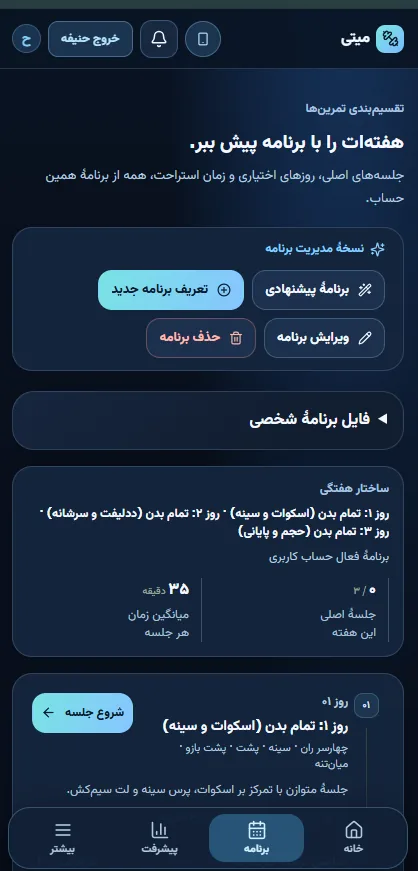 میتی
خروج حنیفه
ح
تقسیم‌بندی تمرین‌ها
هفته‌ات را با برنامه پیش ببر.
جلسه‌های اصلی، روزهای اختیاری و زمان استراحت، همه از برنامهٔ همین
حساب.
نسخهٔ مدیریت برنامه
برنامهٔ پیشنهادی
تعریف برنامه جدید
ویرایش برنامه
حذف برنامه
فایل برنامهٔ شخصی
ساختار هفتگی
روز ۱: تمام بدن (اسکوات و سینه) · روز ۲: تمام بدن (ددلیفت و سرشانه) ·
روز ۳: تمام بدن (حجم و پایانی)
برنامهٔ فعال حساب کاربری
۰ / ۳
جلسهٔ اصلی
این هفته
۳۵ دقیقه
میانگین زمان
هر جلسه
۰۱
روز ۰۱
روز ۱: تمام بدن (اسکوات و سینه)
چهارسر ران · سینه · پشت · پشت بازو ·
میان‌تنه
شروع جلسه
جلسهٔ متوازن با تمرکز بر اسکوات، پرس سینه و لت سیم‌کش.
خانه
برنامه
پیشرفت
بیشتر